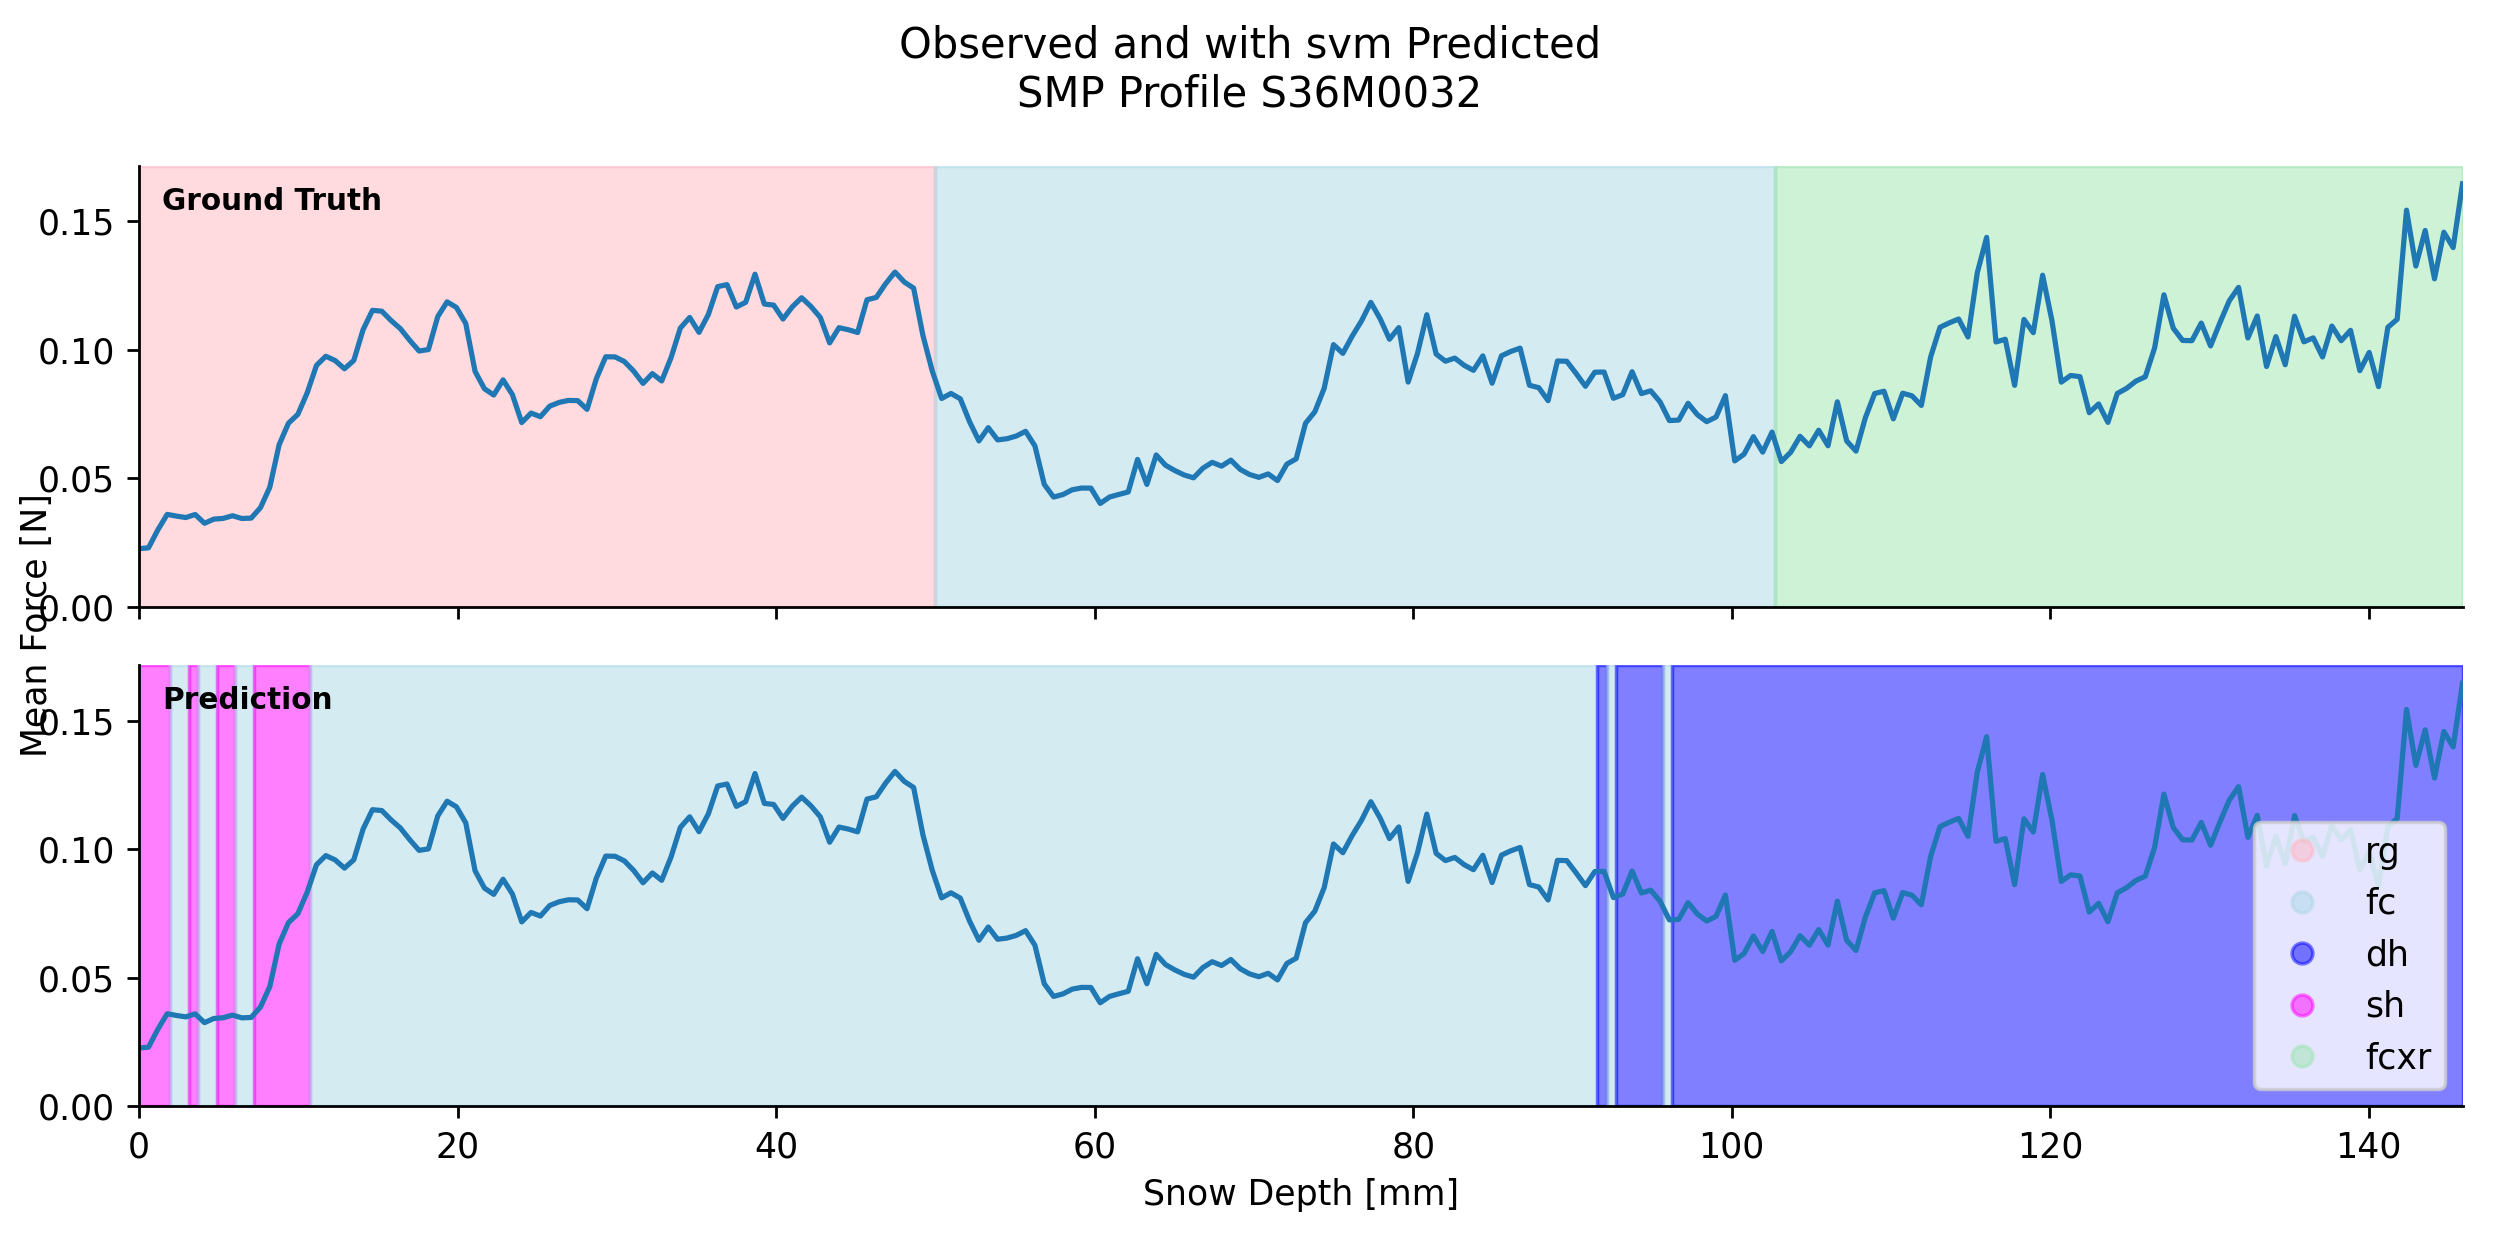 Observed and with svm Predicted
SMP Profile S36M0032
Ground Truth
0.15
0.10
0.05
0.00
Mean Force [N]
Prediction
0.15
0.10
0.05
0.00
rg
fc
dh
sh
fcxr
0 20 40 60 80 100 120 140
Snow Depth [mm]